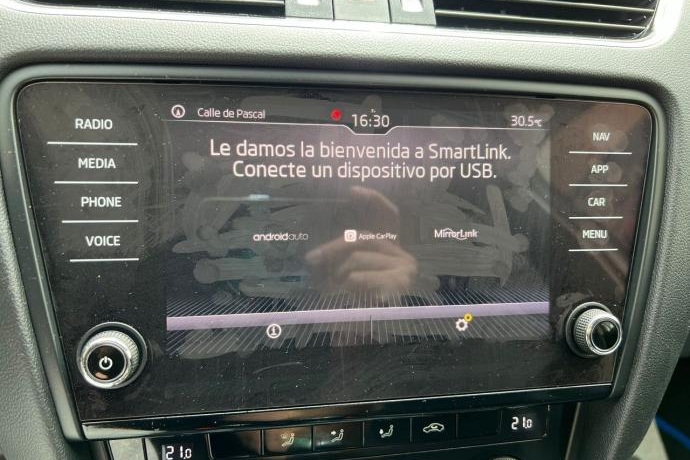 Calle de Pascal 16:30 30.5°C
RADIO
MEDIA
PHONE
VOICE
Le damos la bienvenida a SmartLink.
Conecte un dispositivo por USB.
androidauto Apple CarPlay MirrorLink
NAV
APP
CAR
MENU
21.0 21.0